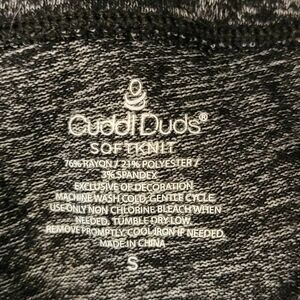 Cuddl Duds®
SOFTKNIT
76% RAYON / 21% POLYESTER /
3% SPANDEX
EXCLUSIVE OF DECORATION
MACHINE WASH COLD, GENTLE CYCLE.
USE ONLY NON CHLORINE BLEACH WHEN
NEEDED. TUMBLE DRY LOW.
REMOVE PROMPTLY. COOL IRON IF NEEDED.
MADE IN CHINA
S